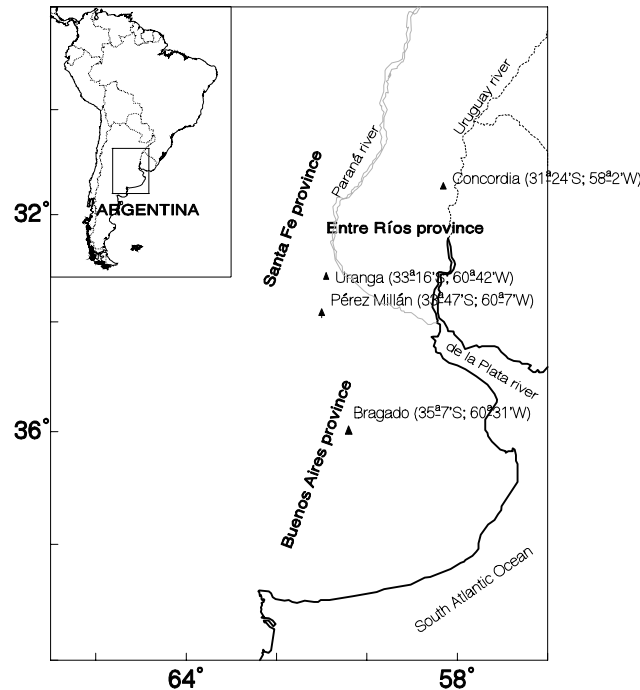 Uruguay river
Paraná river
Concordia (31ª24'S; 58ª2'W)
ARGENTINA
32°
Santa Fe province
Entre Ríos province
Uranga (33ª16'S; 60ª42'W)
Pérez Millán (33ª47'S; 60ª7'W)
de la Plata river
Bragado (35ª7'S; 60ª31'W)
36°
Buenos Aires province
South Atlantic Ocean
64°
58°